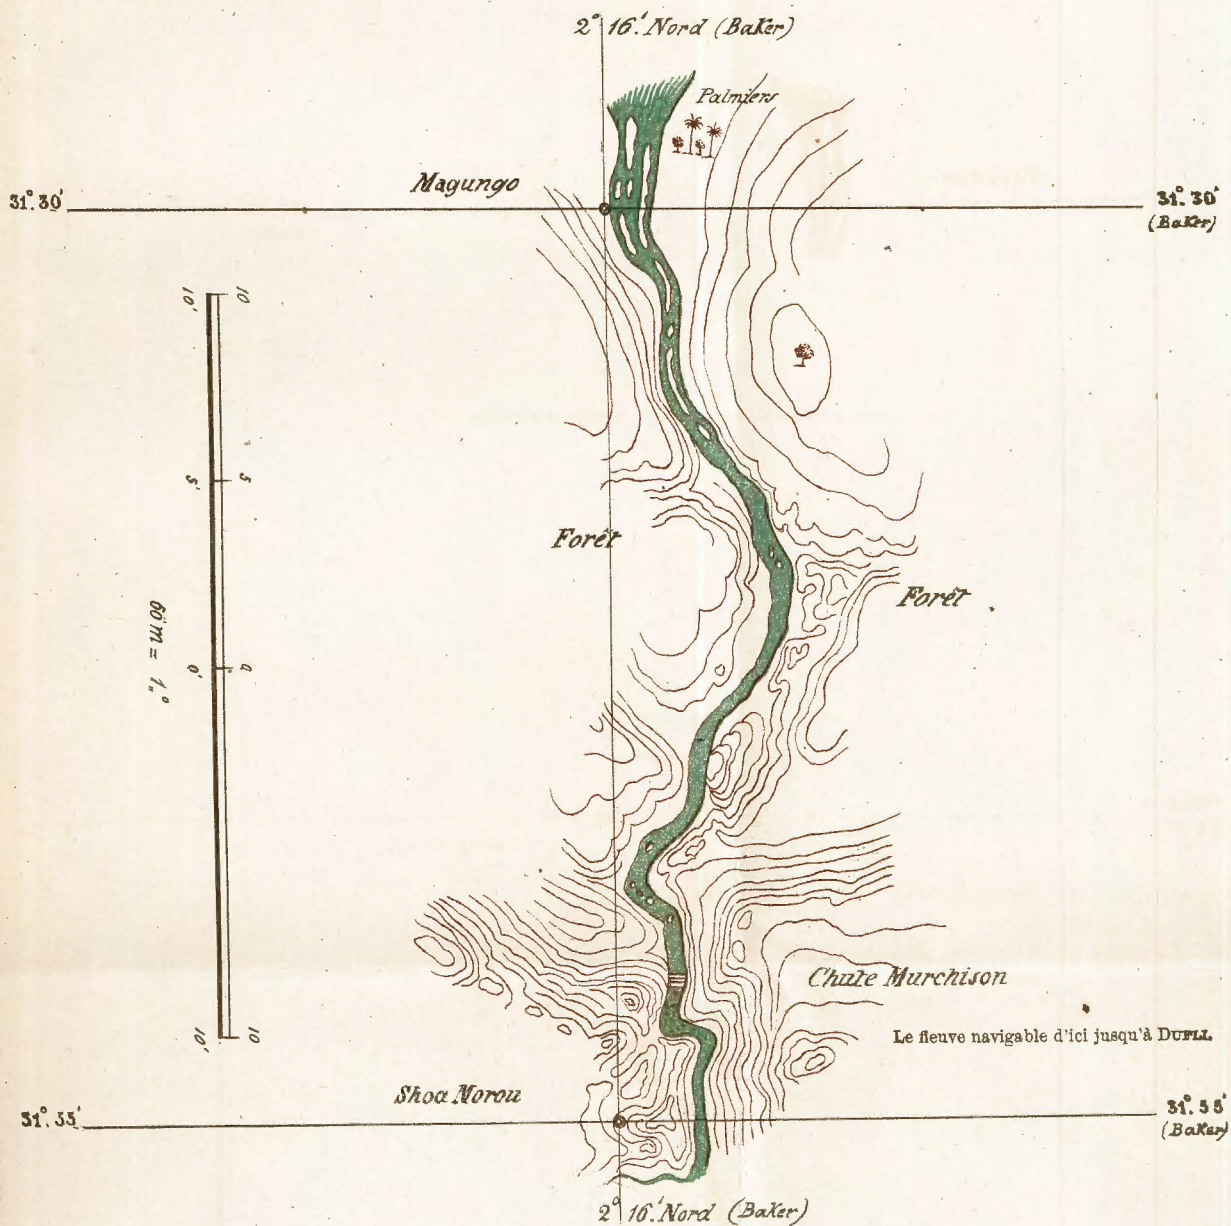 2° 16.' Nord (Baker)
Palmiers
Magungo
31° 30'
31° 30'
(Baker)
10' 10
5' 5
Forêt
Forêt
60 m = 1.°
0' 0
Chute Murchison
Le fleuve navigable d'ici jusqu'à DUFLI.
10' 10
Shoa Morou
31° 55'
31° 55'
(Baker)
2° 16.' Nord (Baker)